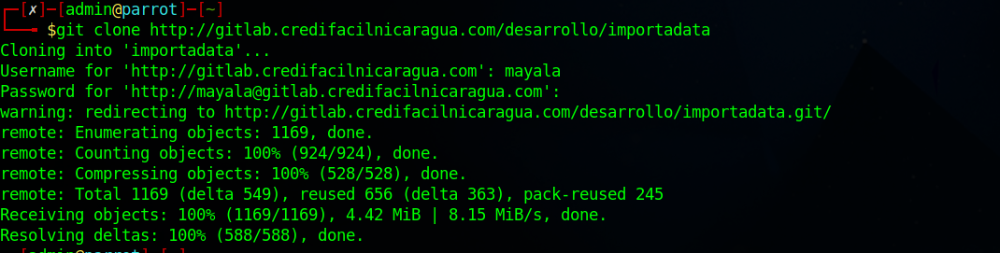 ┌─[✗]─[admin@parrot]─[~]
└──╼ $git clone http://gitlab.credifacilnicaragua.com/desarrollo/importadata
Cloning into 'importadata'...
Username for 'http://gitlab.credifacilnicaragua.com': mayala
Password for 'http://mayala@gitlab.credifacilnicaragua.com':
warning: redirecting to http://gitlab.credifacilnicaragua.com/desarrollo/importadata.git/
remote: Enumerating objects: 1169, done.
remote: Counting objects: 100% (924/924), done.
remote: Compressing objects: 100% (528/528), done.
remote: Total 1169 (delta 549), reused 656 (delta 363), pack-reused 245
Receiving objects: 100% (1169/1169), 4.42 MiB | 8.15 MiB/s, done.
Resolving deltas: 100% (588/588), done.